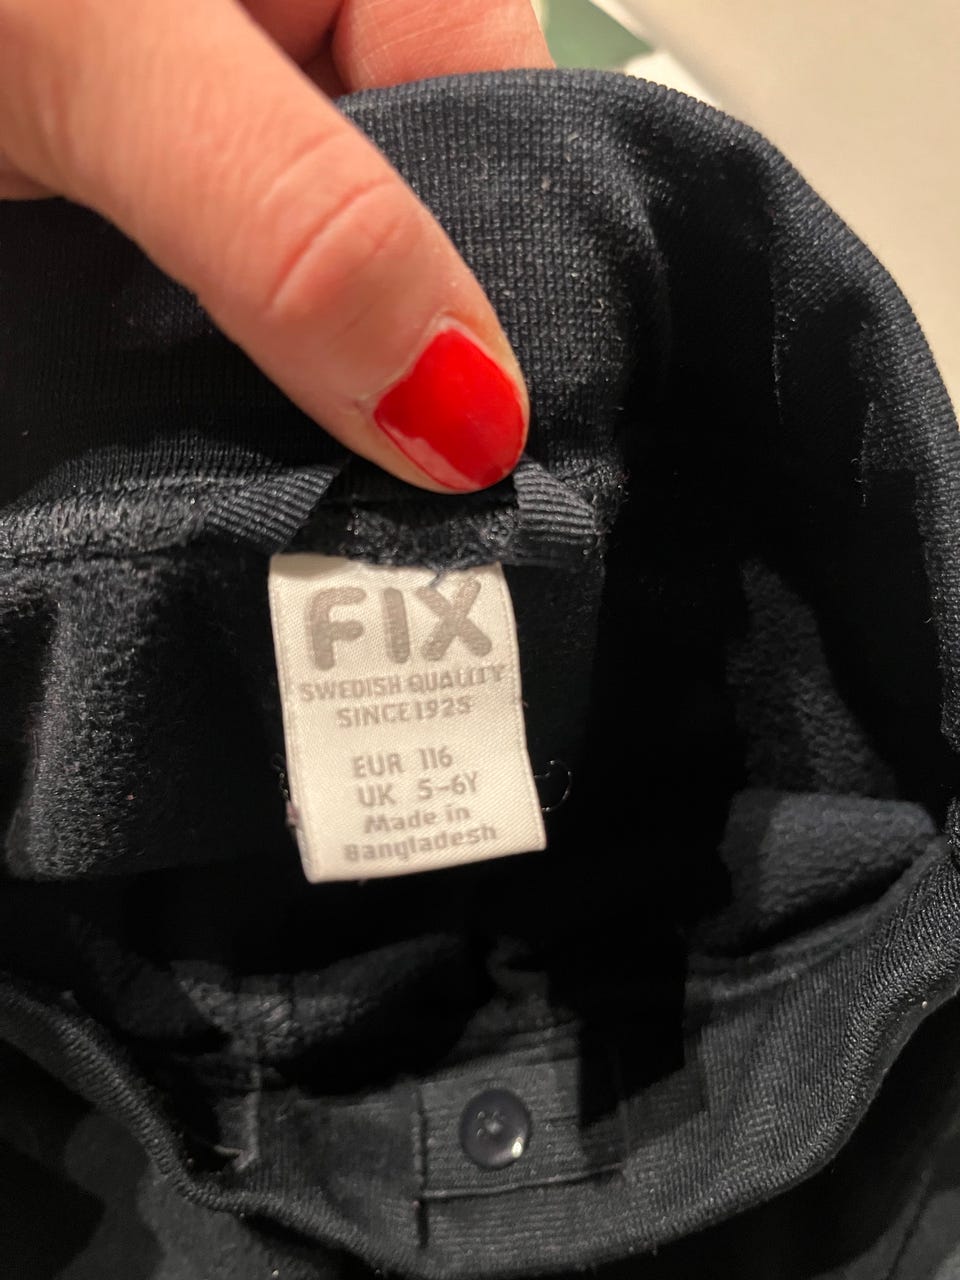 FIX
SWEDISH QUALITY
SINCE 1925
EUR 116
UK 5-6Y
Made in
Bangladesh